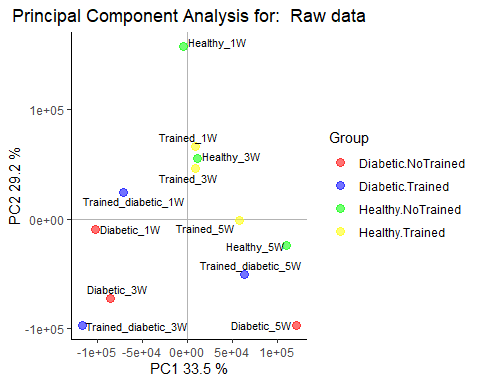 Principal Component Analysis for: Raw data
Healthy_1W
1e+05
Trained_1W
Healthy_3W
Trained_3W
Trained_diabetic_1W
0e+00
Trained_5W
Diabetic_1W
Healthy_5W
Trained_diabetic_5W
Diabetic_3W
-1e+05
Trained_diabetic_3W
Diabetic_5W
-1e+05 -5e+04 0e+00 5e+04 1e+05
PC1 33.5 %
PC2 29.2 %
Group
Diabetic.NoTrained
Diabetic.Trained
Healthy.NoTrained
Healthy.Trained